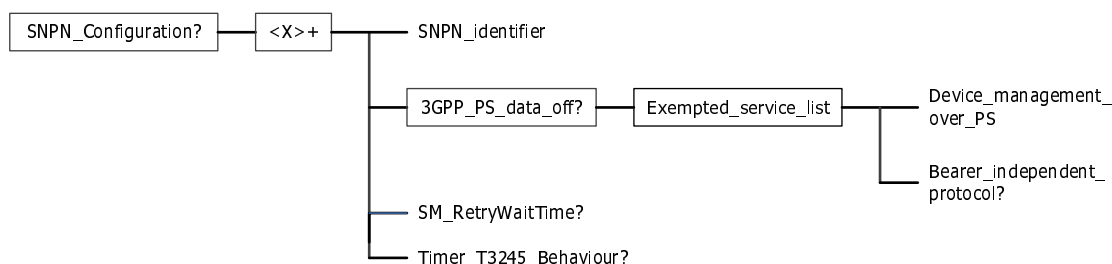 SNPN_Configuration?
<X>+
SNPN_identifier
3GPP_PS_data_off?
Exempted_service_list
Device_management_
over_PS
Bearer_independent_
protocol?
SM_RetryWaitTime?
Timer_T3245_Behaviour?